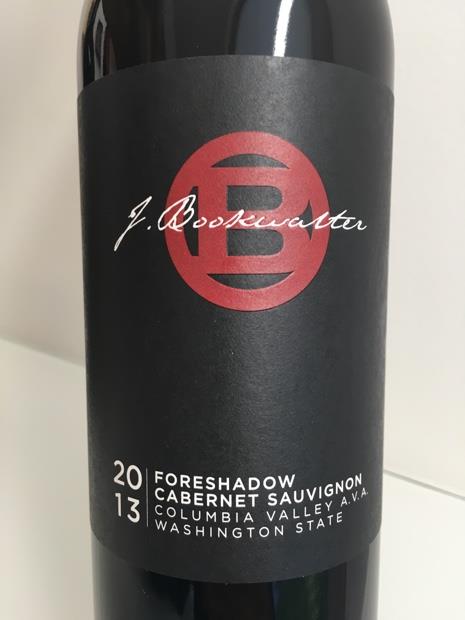 B
J. Bookwalter
20
13
FORESHADOW
CABERNET SAUVIGNON
COLUMBIA VALLEY A.V.A.
WASHINGTON STATE